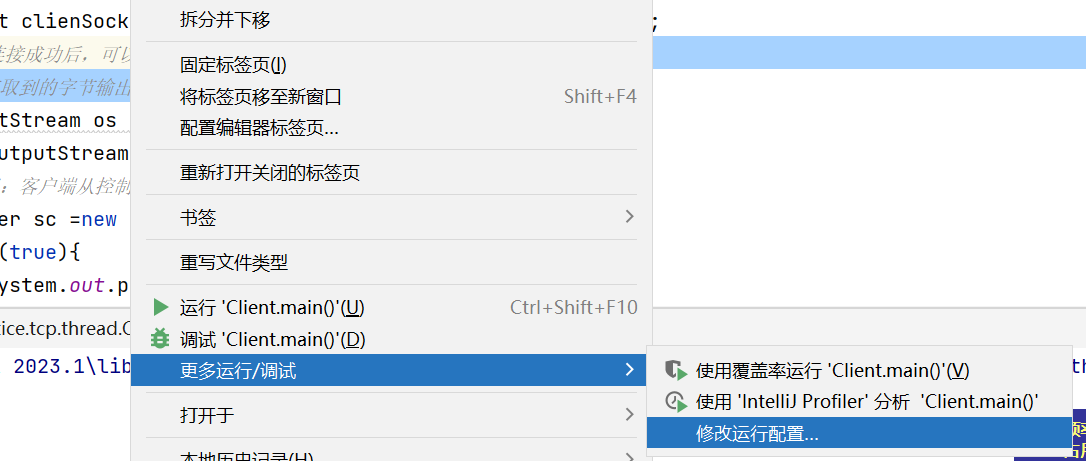 t clienSock
拆分并下移
;
连接成功后，可以
固定标签页(I)
取到的字节输出
将标签页移至新窗口 Shift+F4
tStream os
配置编辑器标签页...
utputStream
重新打开关闭的标签页
：客户端从控制
er sc =new
书签
(true){
重写文件类型
ystem.out.p
运行 'Client.main()'(U) Ctrl+Shift+F10
tice.tcp.thread.C
调试 'Client.main()'(D)
2023.1\lib
更多运行/调试
使用覆盖率运行 'Client.main()'(V)
th
使用 'IntelliJ Profiler' 分析 'Client.main()'
打开于
修改运行配置...
本地历史记录(H)